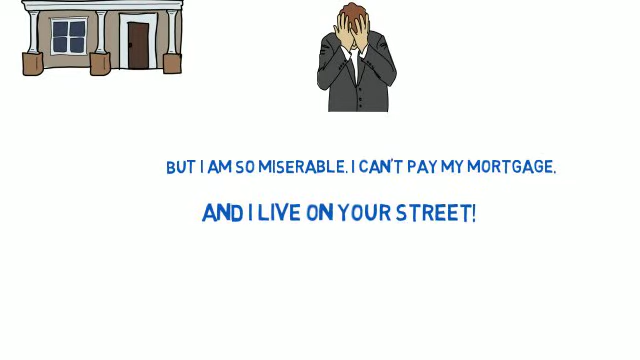 BUT I AM SO MISERABLE. I CAN'T PAY MY MORTGAGE.
AND I LIVE ON YOUR STREET!